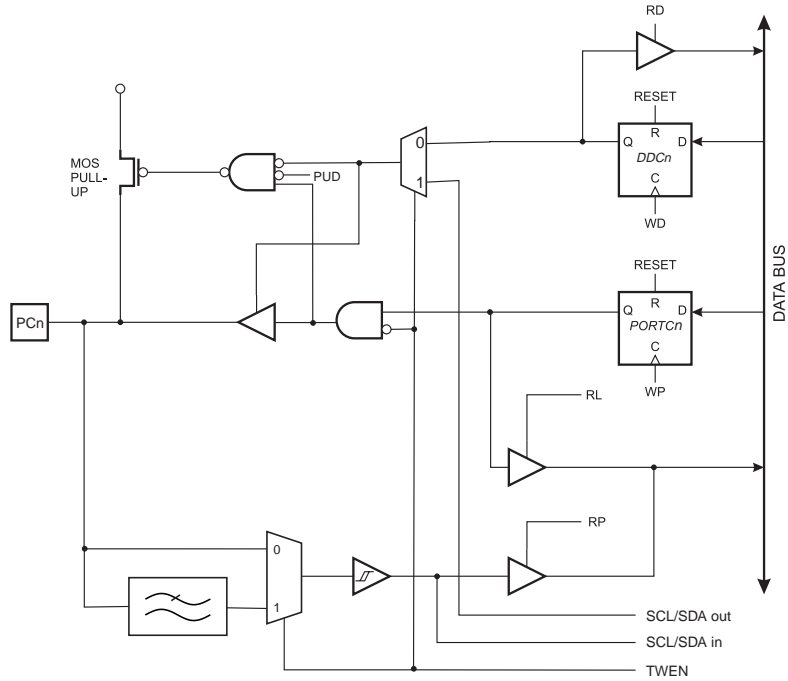 RD
RESET
R
Q
D
DDCn
C
WD
0
1
MOS
PULL-
UP
PUD
RESET
R
Q
D
PORTCn
C
WP
DATA BUS
PCn
RL
RP
0
1
SCL/SDA out
SCL/SDA in
TWEN